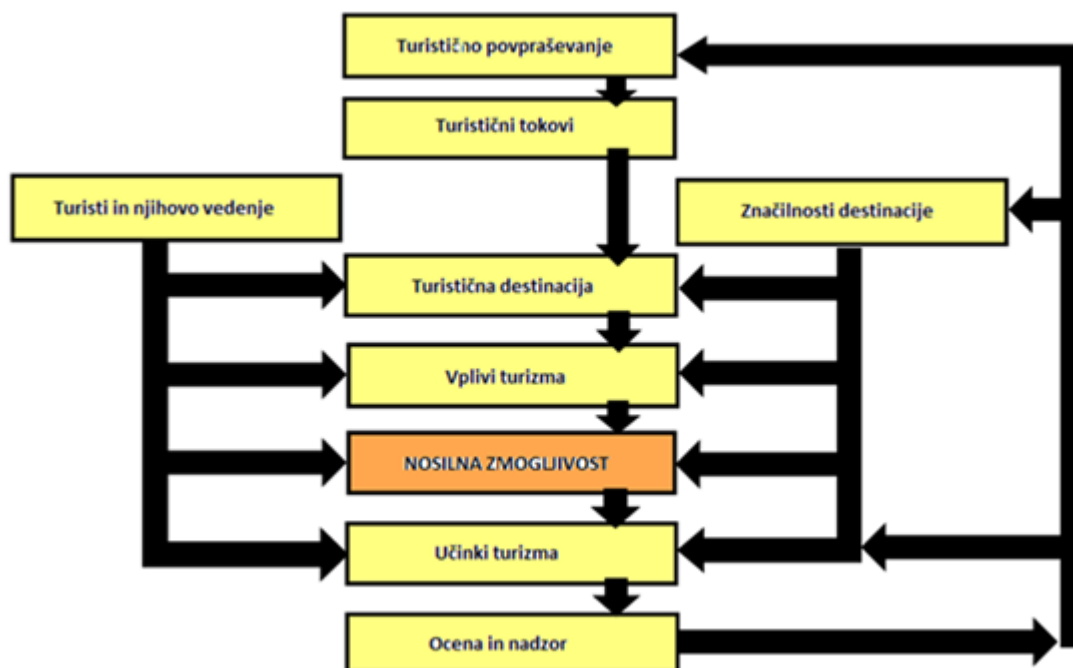 Turistično povpraševanje
Turistični tokovi
Turisti in njihovo vedenje
Značilnosti destinacije
Turistična destinacija
Vplivi turizma
NOSILNA ZMOGLJIVOST
Učinki turizma
Ocena in nadzor